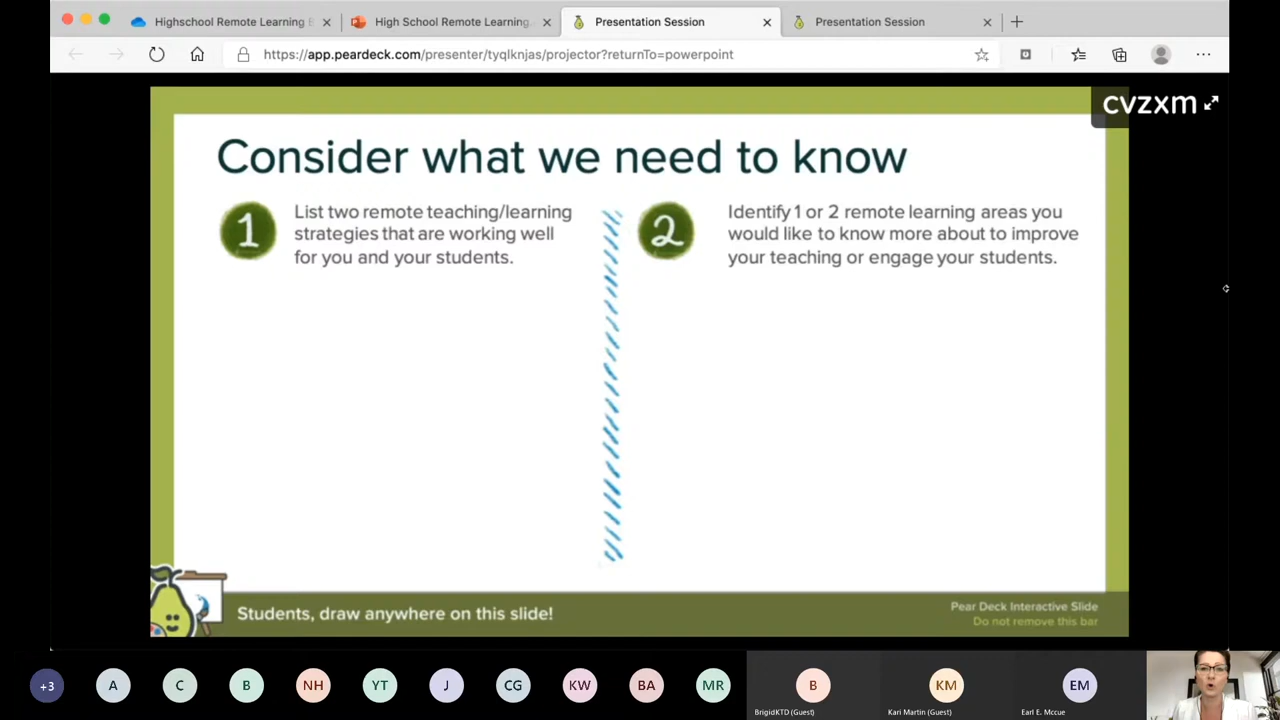 Highschool Remote Learning
High School Remote Learning.
Presentation Session
Presentation Session
https://app.peardeck.com/presenter/tyqlknjas/projector?returnTo=powerpoint
cvzxm
Consider what we need to know
1
List two remote teaching/learning
strategies that are working well
for you and your students.
2
Identify 1 or 2 remote learning areas you
would like to know more about to improve
your teaching or engage your students.
Students, draw anywhere on this slide!
Pear Deck Interactive Slide
Do not remove this bar
+3
A
C
B
NH
YT
J
CG
KW
BA
MR
B
KM
EM
BrigidKTD (Guest)
Kari Martin (Guest)
Earl E. Mccue